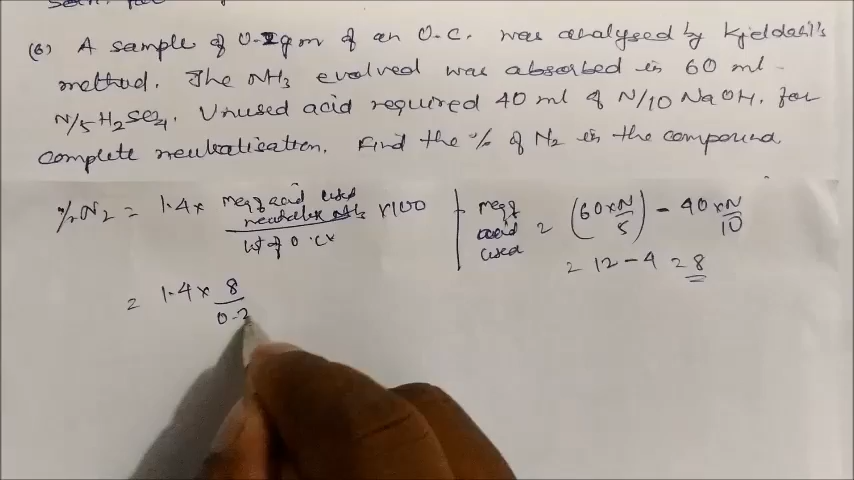 (6) A sample of 0.2gm of an O.C. was analysed by Kjeldahl's
method. The NH3 evolved was absorbed in 60 ml
N/5 H2SO4. Unused acid required 40 ml of N/10 NaOH, for
complete neutralisation. Find the % of N2 in the compound.
% N2 = 1.4 × meq of acid used × 100
wt of O.C.
meq acid used = (60 × N/5) - 40 × N/10
= 12 - 4 = 8
= 1.4 × 8
0.2